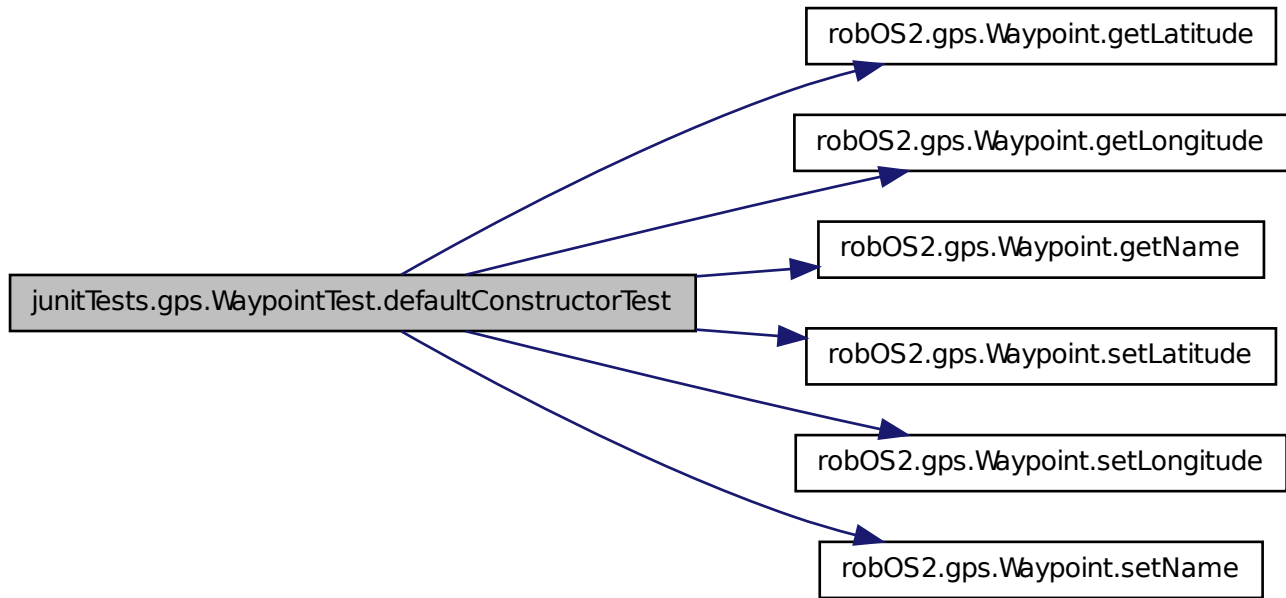 robOS2.gps.Waypoint.getLatitude
robOS2.gps.Waypoint.getLongitude
robOS2.gps.Waypoint.getName
junitTests.gps.WaypointTest.defaultConstructorTest
robOS2.gps.Waypoint.setLatitude
robOS2.gps.Waypoint.setLongitude
robOS2.gps.Waypoint.setName